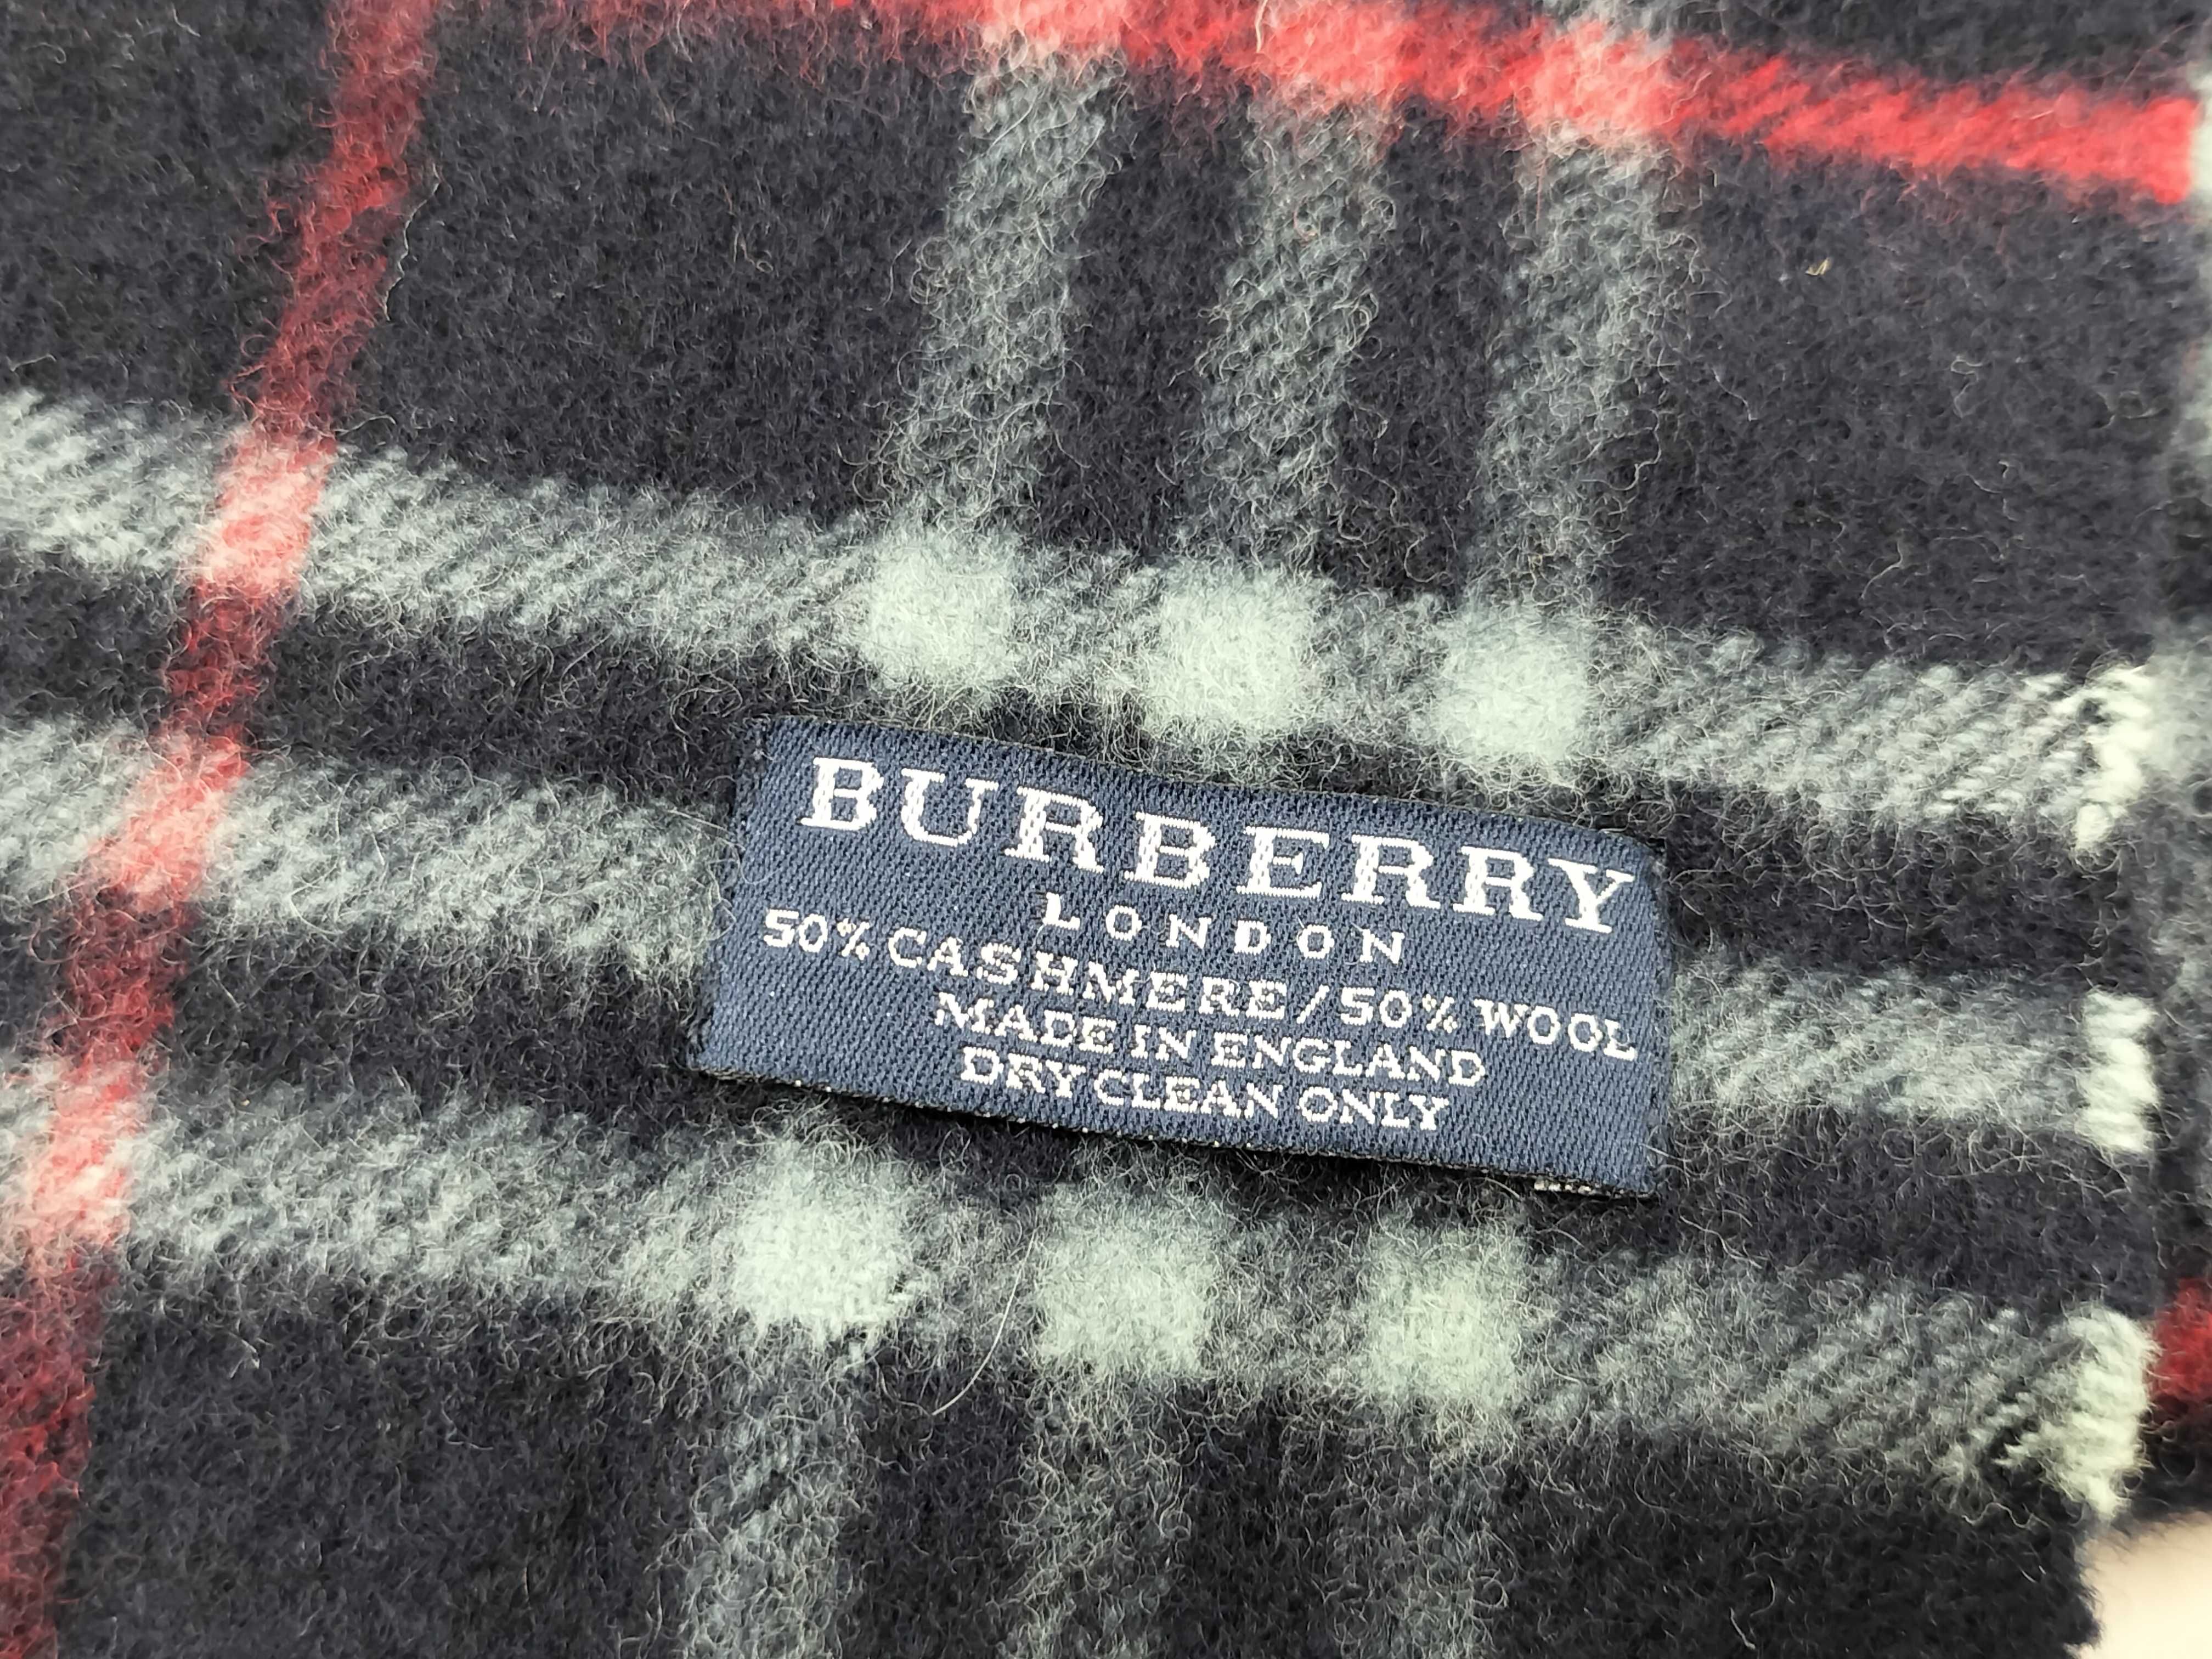 BURBERRY
LONDON
50% CASHMERE/50% WOOL
MADE IN ENGLAND
DRY CLEAN ONLY